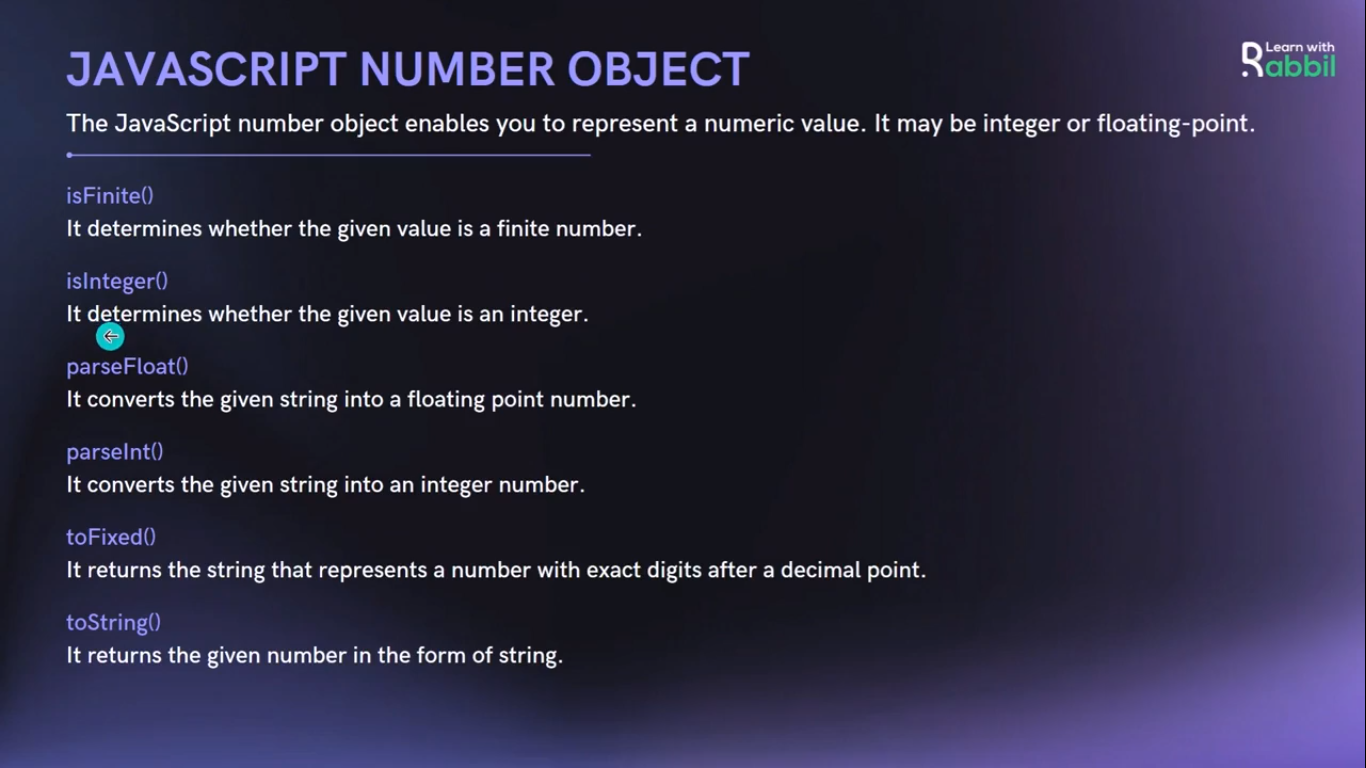 JAVASCRIPT NUMBER OBJECT
Learn with
Rabbil
The JavaScript number object enables you to represent a numeric value. It may be integer or floating-point.
isFinite()
It determines whether the given value is a finite number.
isInteger()
It determines whether the given value is an integer.
parseFloat()
It converts the given string into a floating point number.
parseInt()
It converts the given string into an integer number.
toFixed()
It returns the string that represents a number with exact digits after a decimal point.
toString()
It returns the given number in the form of string.